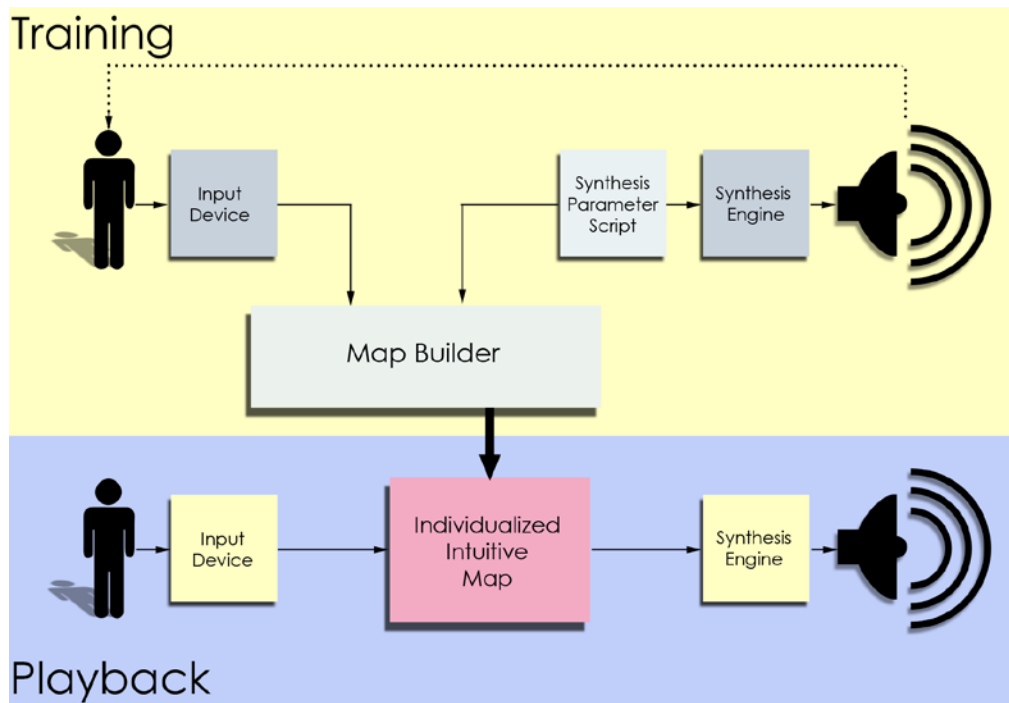 Training
Input
Device
Synthesis
Parameter
Script
Synthesis
Engine
Map Builder
Input
Device
Individualized
Intuitive
Map
Synthesis
Engine
Playback